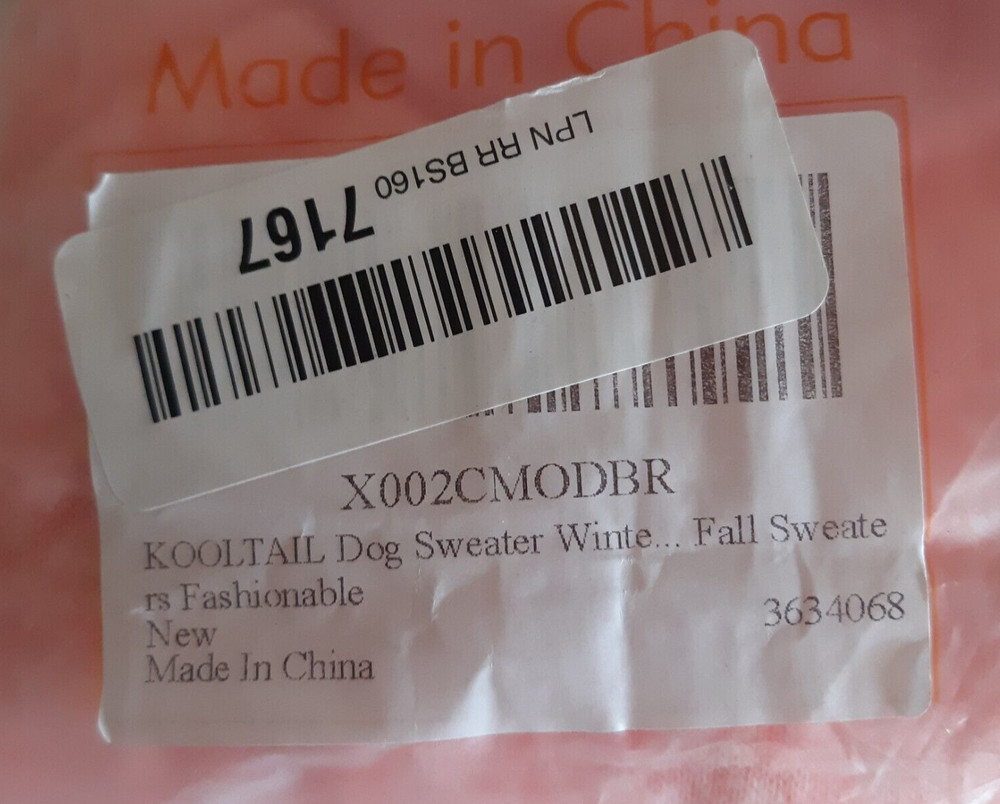 Made in China
LPN RR BS160
7167
X002CMODBR
KOOLTAIL Dog Sweater Winte... Fall Sweate
rs Fashionable
New
3634068
Made In China